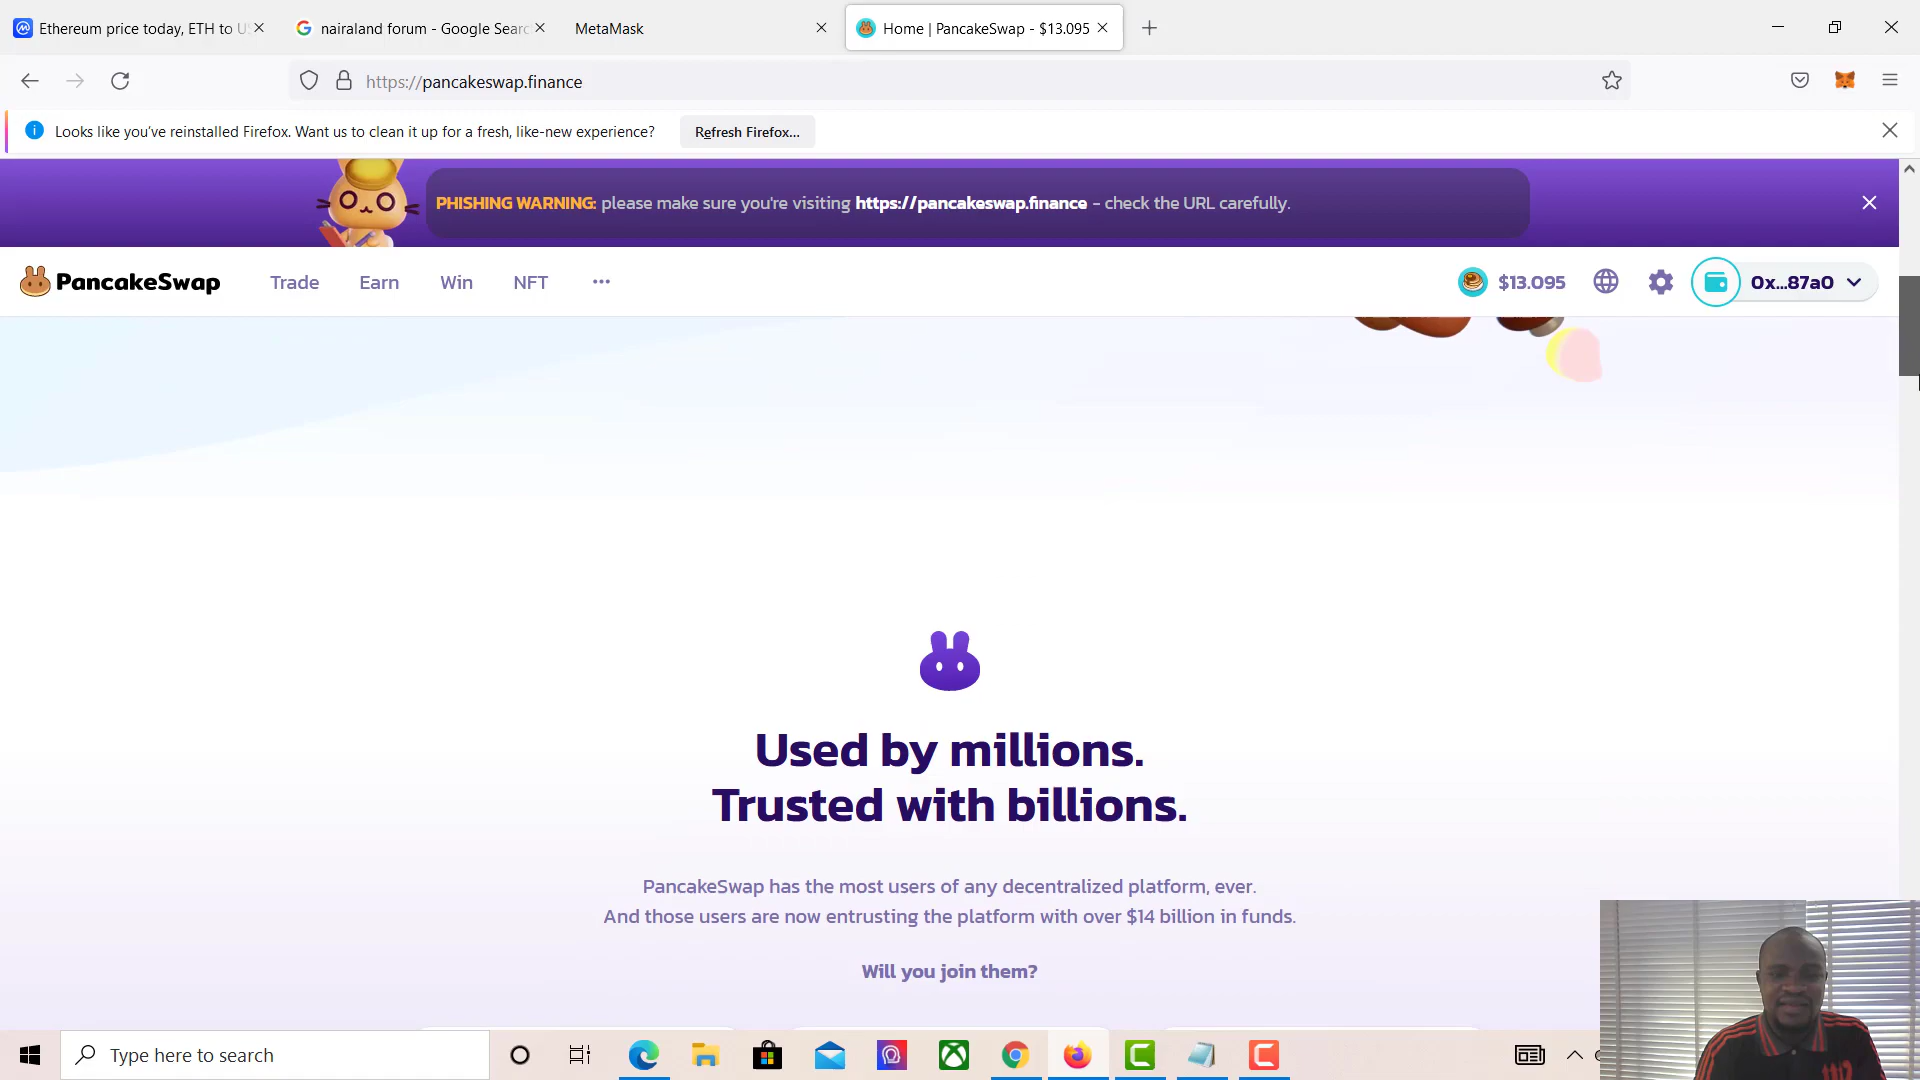 Ethereum price today, ETH to US
nairaland forum - Google Searc
MetaMask
Home | PancakeSwap - $13.095
https://pancakeswap.finance
Looks like you've reinstalled Firefox. Want us to clean it up for a fresh, like-new experience?
Refresh Firefox...
PHISHING WARNING: please make sure you're visiting https://pancakeswap.finance - check the URL carefully.
PancakeSwap
Trade
Earn
Win
NFT
$13.095
0x...87a0
Used by millions.
Trusted with billions.
PancakeSwap has the most users of any decentralized platform, ever.
And those users are now entrusting the platform with over $14 billion in funds.
Will you join them?
Type here to search